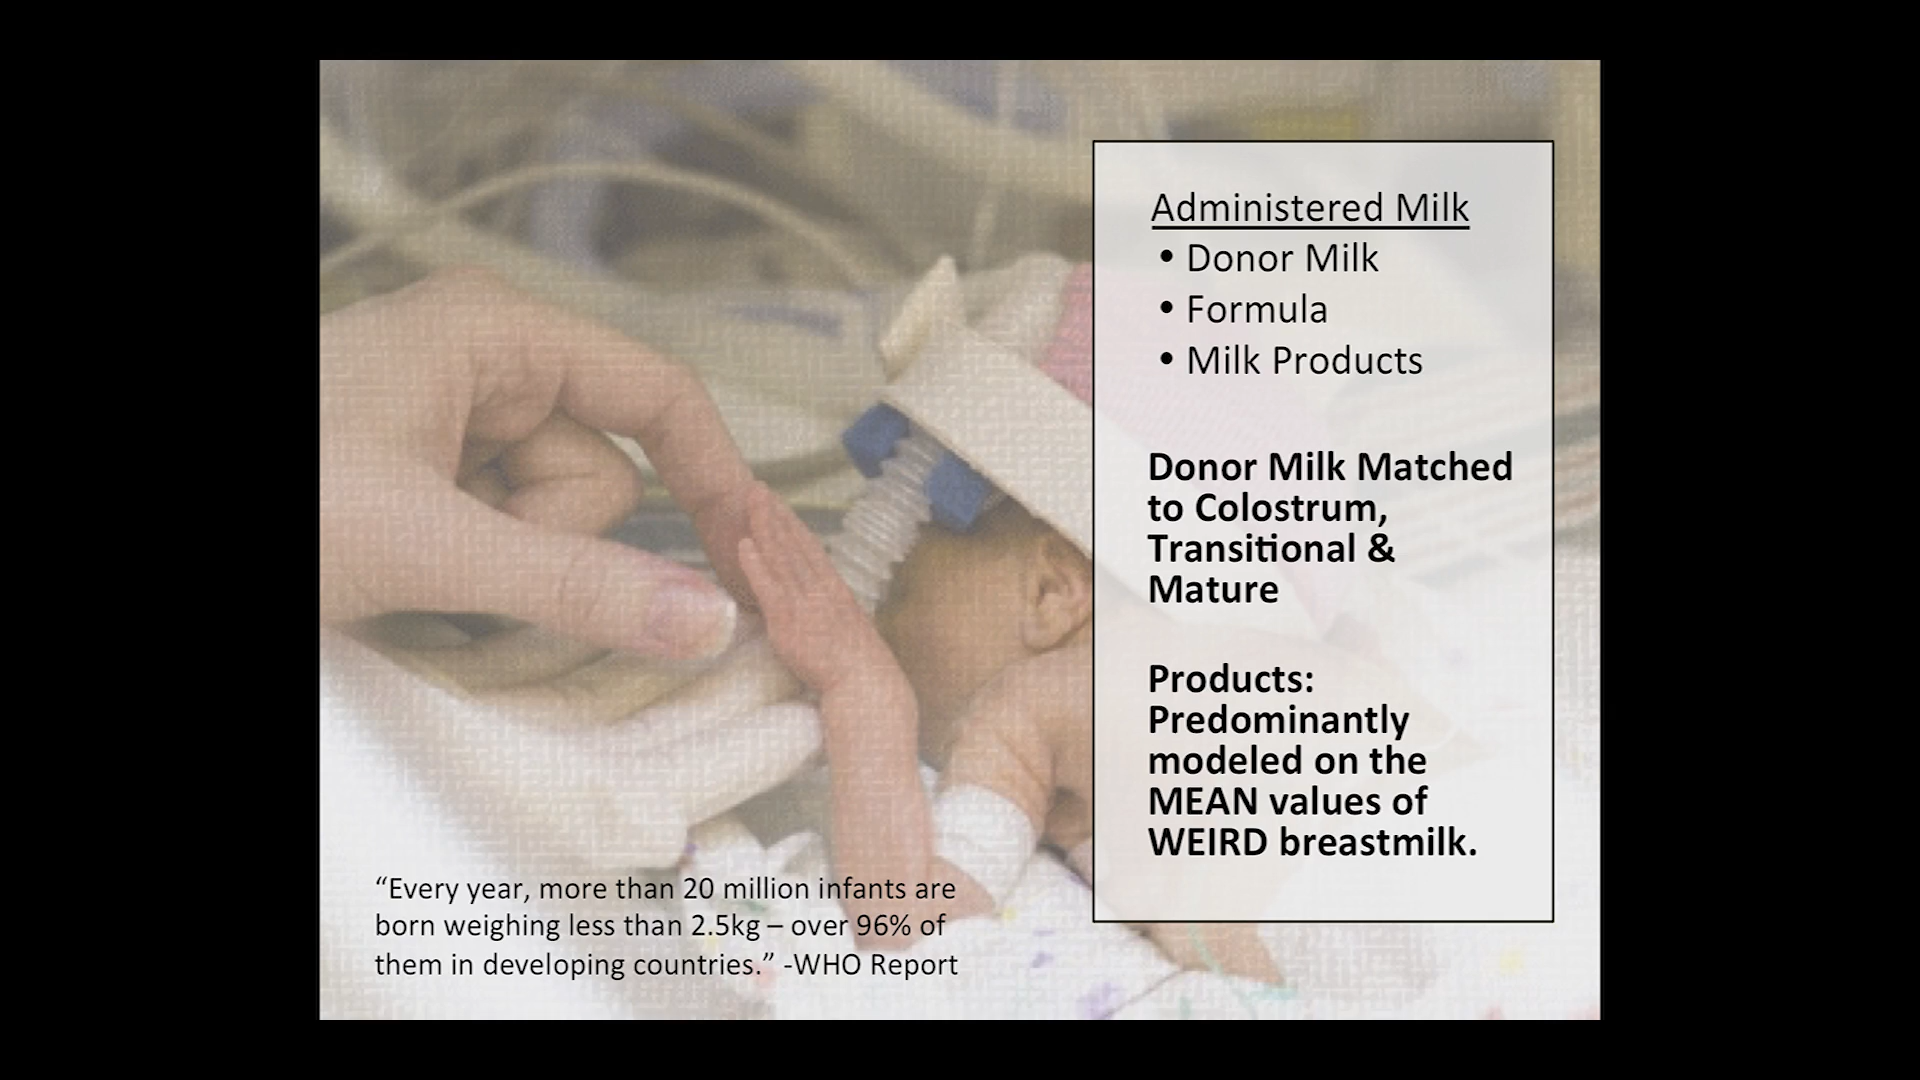 Administered Milk
• Donor Milk
• Formula
• Milk Products
Donor Milk Matched
to Colostrum,
Transitional &
Mature
Products:
Predominantly
modeled on the
MEAN values of
WEIRD breastmilk.
“Every year, more than 20 million infants are
born weighing less than 2.5kg – over 96% of
them in developing countries.” -WHO Report